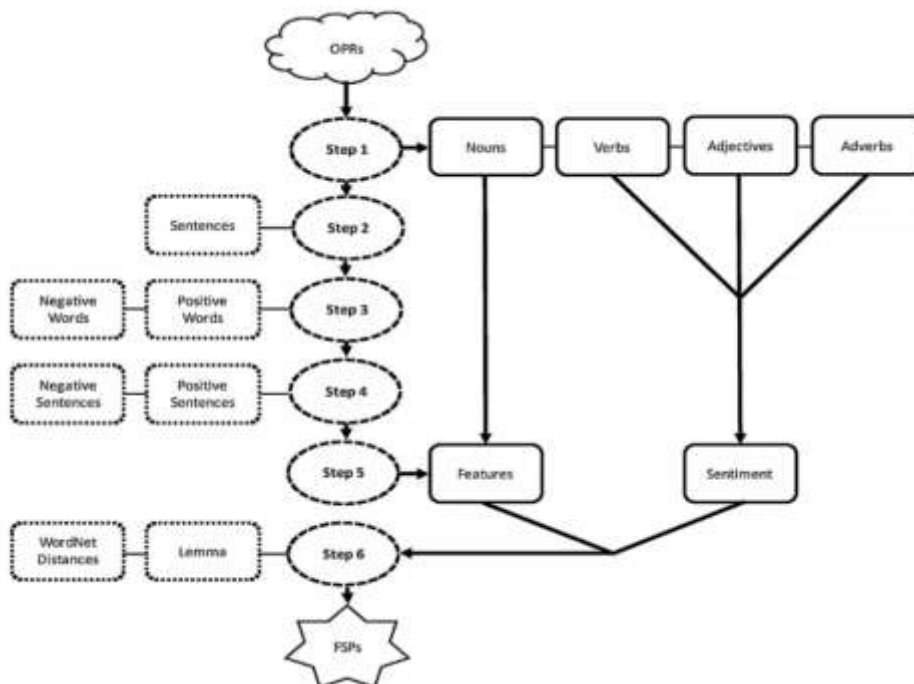 OPRs
Step 1
Nouns
Verbs
Adjectives
Adverbs
Sentences
Step 2
Negative
Words
Positive
Words
Step 3
Negative
Sentences
Positive
Sentences
Step 4
Step 5
Features
Sentiment
WordNet
Distances
Lemma
Step 6
FSPs